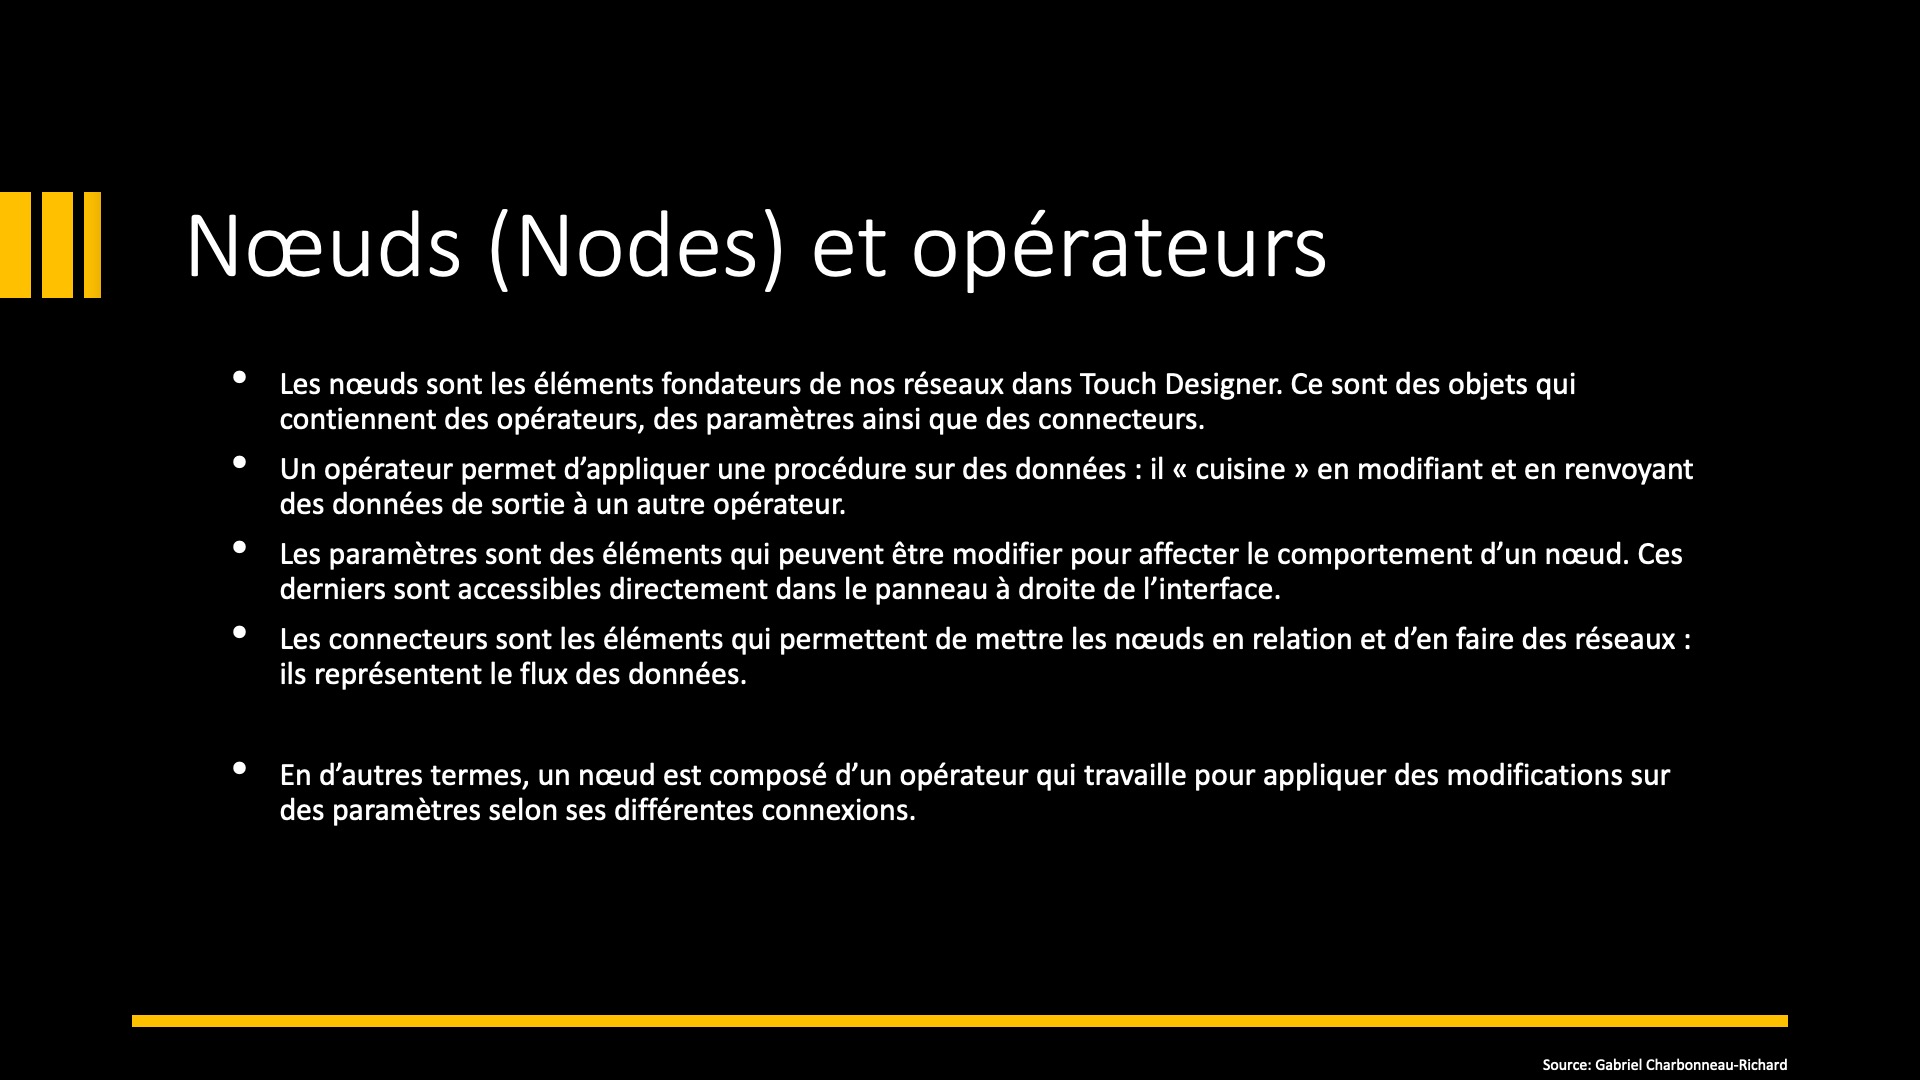 Nœuds (Nodes) et opérateurs
• Les nœuds sont les éléments fondateurs de nos réseaux dans Touch Designer. Ce sont des objets qui
contiennent des opérateurs, des paramètres ainsi que des connecteurs.
• Un opérateur permet d’appliquer une procédure sur des données : il « cuisine » en modifiant et en renvoyant
des données de sortie à un autre opérateur.
• Les paramètres sont des éléments qui peuvent être modifier pour affecter le comportement d’un nœud. Ces
derniers sont accessibles directement dans le panneau à droite de l’interface.
• Les connecteurs sont les éléments qui permettent de mettre les nœuds en relation et d’en faire des réseaux :
ils représentent le flux des données.
• En d’autres termes, un nœud est composé d’un opérateur qui travaille pour appliquer des modifications sur
des paramètres selon ses différentes connexions.
Source: Gabriel Charbonneau-Richard